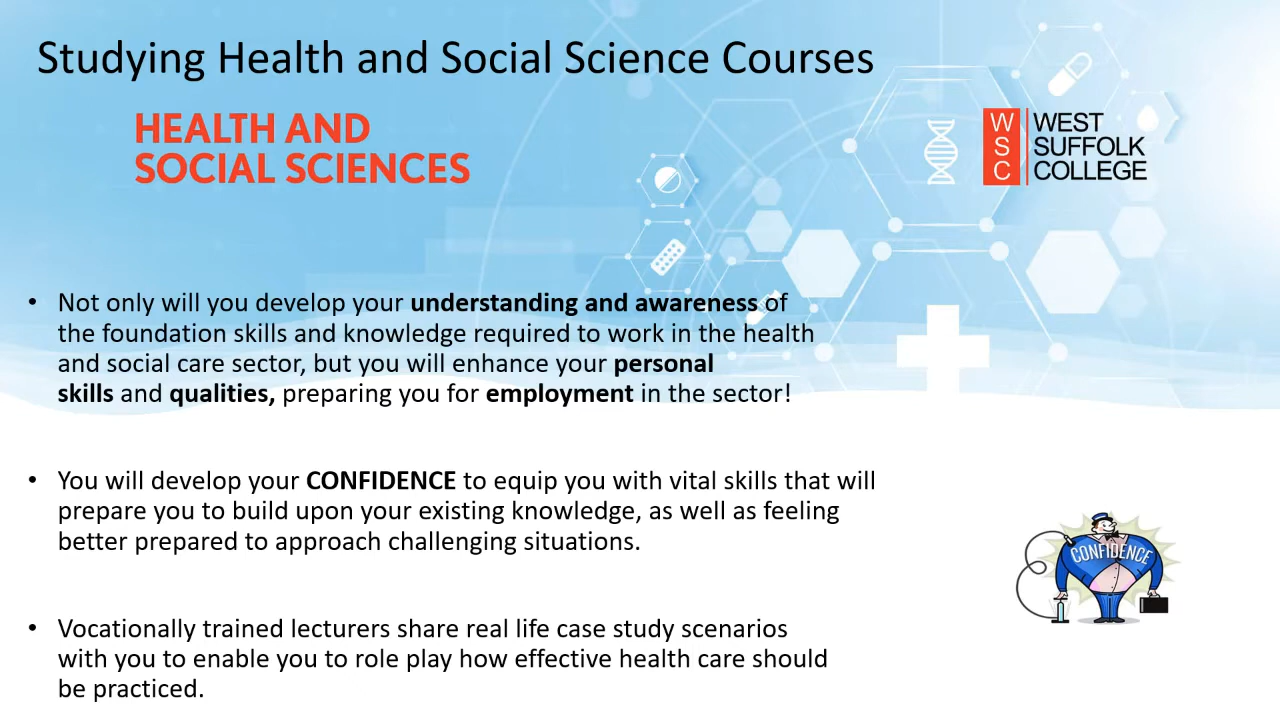 Studying Health and Social Science Courses
HEALTH AND
SOCIAL SCIENCES
W
S
C
WEST
SUFFOLK
COLLEGE
• Not only will you develop your understanding and awareness of
the foundation skills and knowledge required to work in the health
and social care sector, but you will enhance your personal
skills and qualities, preparing you for employment in the sector!
• You will develop your CONFIDENCE to equip you with vital skills that will
prepare you to build upon your existing knowledge, as well as feeling
better prepared to approach challenging situations.
CONFIDENCE
• Vocationally trained lecturers share real life case study scenarios
with you to enable you to role play how effective health care should
be practiced.